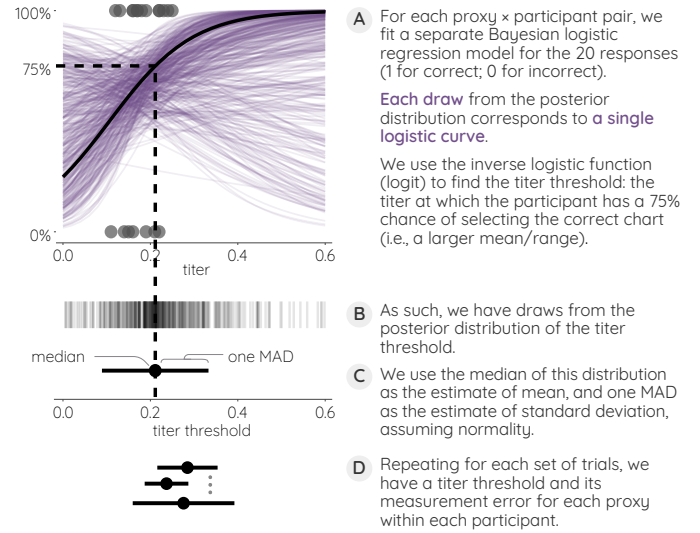 100%
75%
0%
0.0 0.2 0.4 0.6
titer
median
one MAD
0.0 0.2 0.4 0.6
titer threshold
A For each proxy × participant pair, we
fit a separate Bayesian logistic
regression model for the 20 responses
(1 for correct; 0 for incorrect).
Each draw from the posterior
distribution corresponds to a single
logistic curve.
We use the inverse logistic function
(logit) to find the titer threshold: the
titer at which the participant has a 75%
chance of selecting the correct chart
(i.e., a larger mean/range).
B As such, we have draws from the
posterior distribution of the titer
threshold.
C We use the median of this distribution
as the estimate of mean, and one MAD
as the estimate of standard deviation,
assuming normality.
D Repeating for each set of trials, we
have a titer threshold and its
measurement error for each proxy
within each participant.